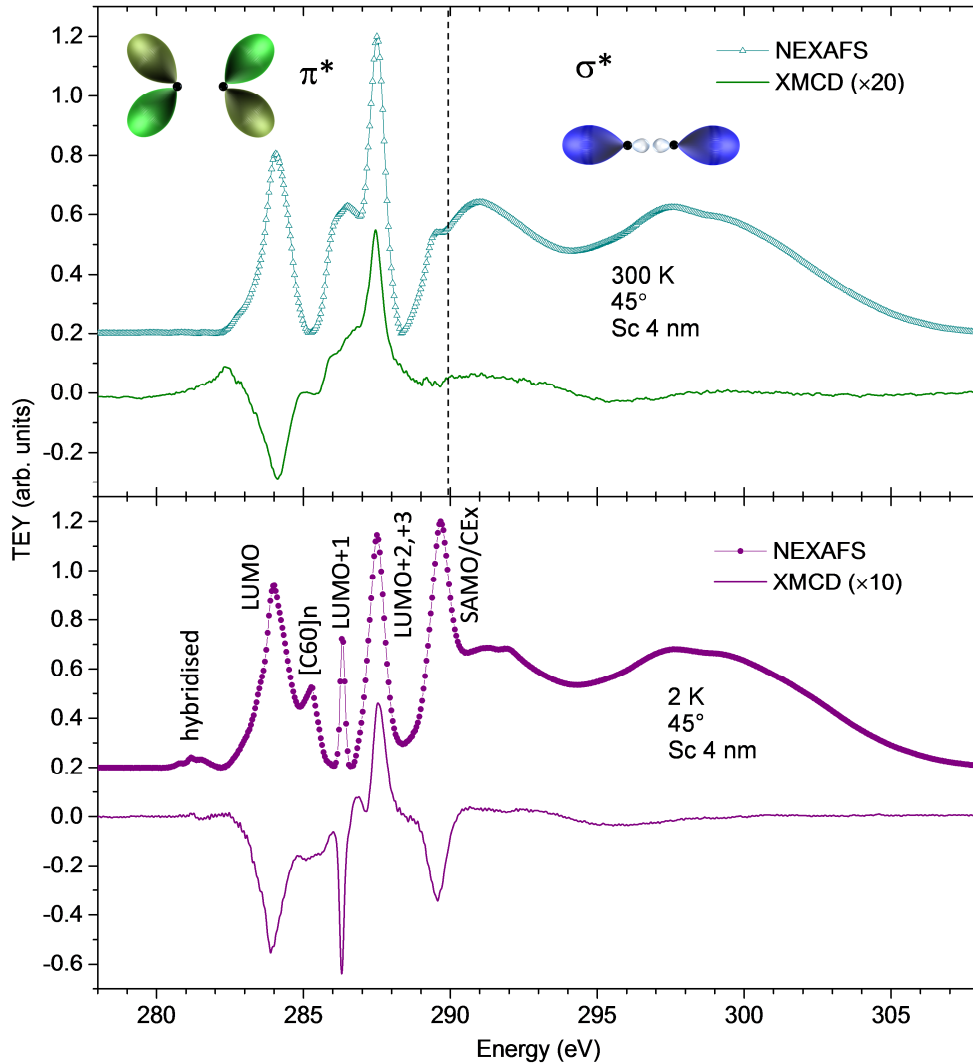 π*
σ*
NEXAFS
XMCD (×20)
1.2
1.0
0.8
0.6
0.4
0.2
0.0
-0.2
300 K
45°
Sc 4 nm
TEY (arb. units)
1.2
1.0
0.8
0.6
0.4
0.2
0.0
-0.2
-0.4
-0.6
hybridised
LUMO
[C60]n
LUMO+1
LUMO+2,+3
SAMO/CEx
NEXAFS
XMCD (×10)
2 K
45°
Sc 4 nm
280
285
290
295
300
305
Energy (eV)